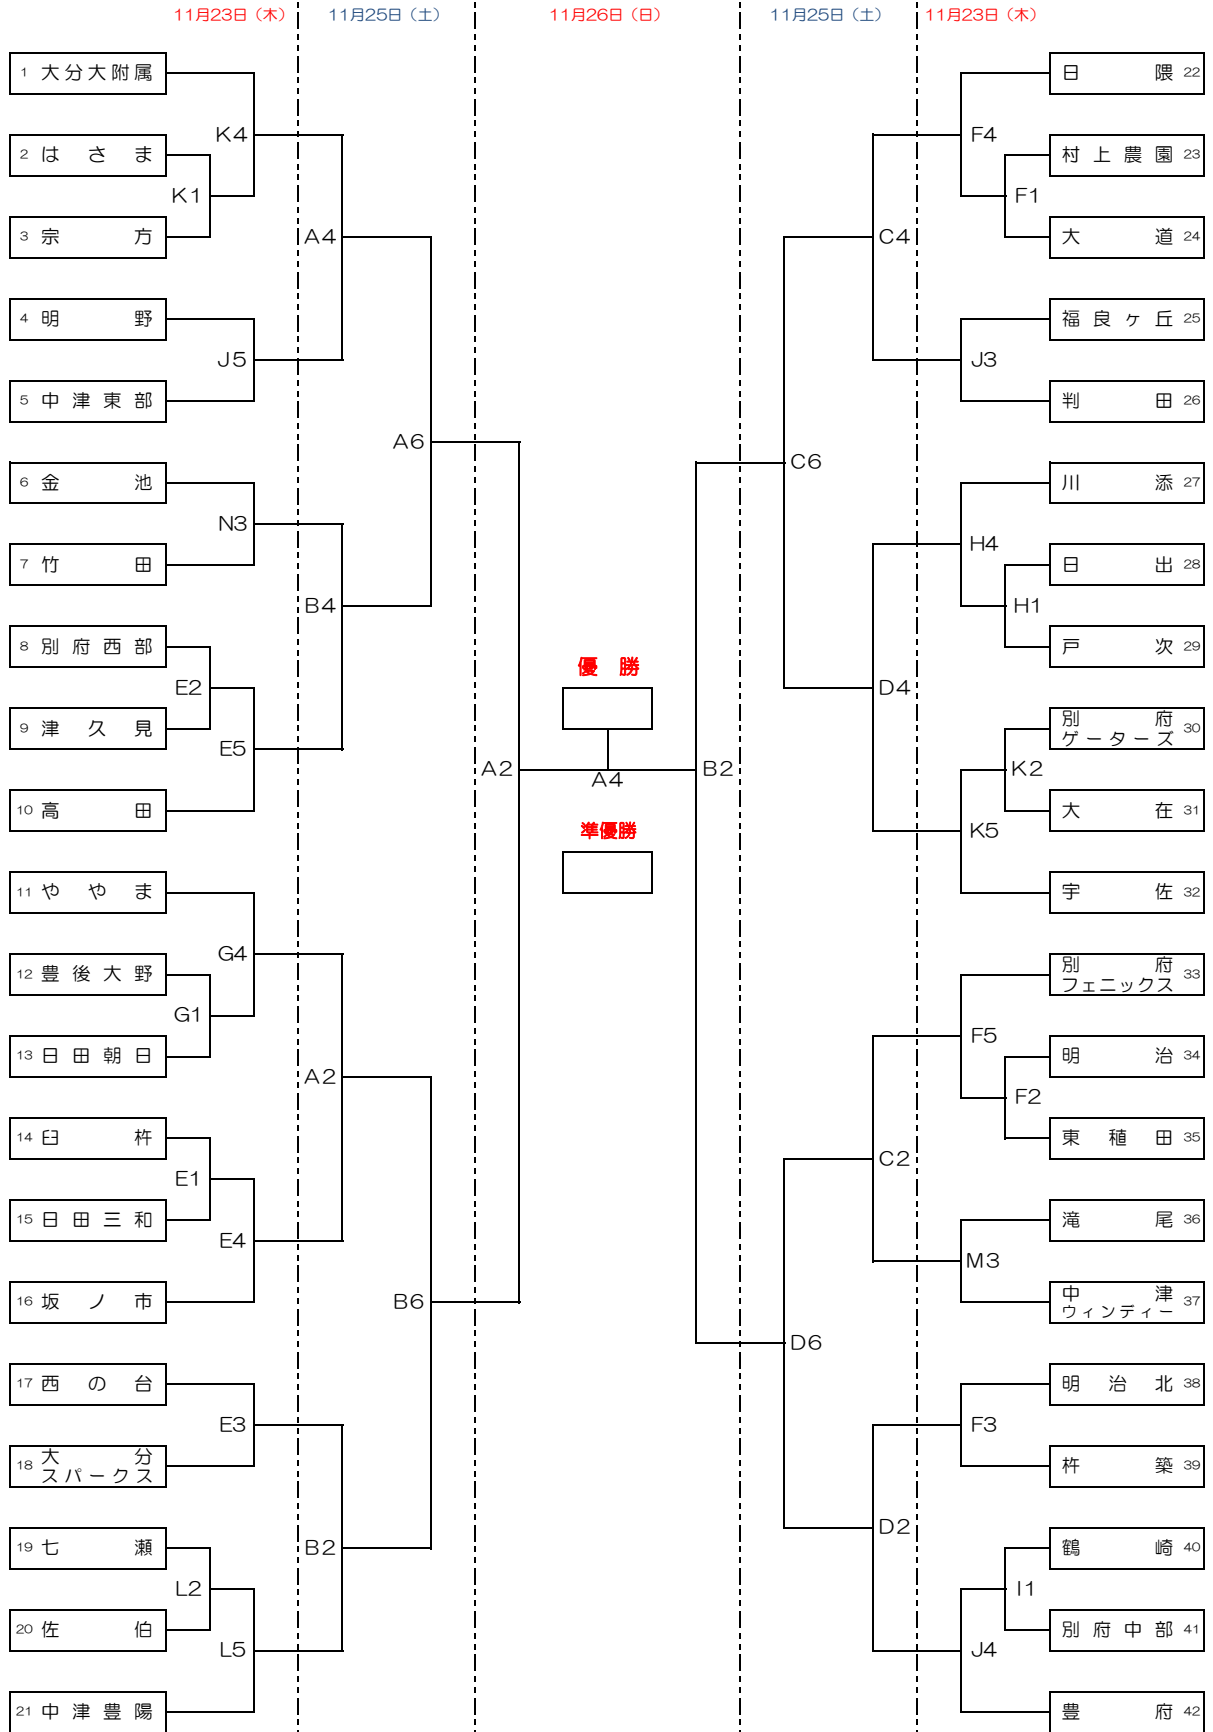 11月23日（木） 11月25日（土） 11月26日（日） 11月25日（土） 11月23日（木）
1 大分大附属
K4
2 はさま
K1
3 宗方
A4
4 明野
J5
5 中津東部
A6
6 金池
N3
7 竹田
B4
8 別府西部
E2
9 津久見
E5
10 高田
A2
11 ややま
G4
12 豊後大野
G1
13 日田朝日
A2
14 臼杵
E1
15 日田三和
E4
16 坂ノ市
B6
17 西の台
E3
18 大分
スパークス
19 七瀬
B2
L2
20 佐伯
L5
21 中津豊陽
優勝
A4
準優勝
日隈 22
F4
村上農園 23
F1
大道 24
C4
福良ヶ丘 25
J3
判田 26
C6
川添 27
H4
日出 28
H1
戸次 29
D4
別府
ゲーターズ 30
K2
B2
大在 31
K5
宇佐 32
別府
フェニックス 33
F5
明治 34
F2
東稙田 35
C2
滝尾 36
M3
中津
ウィンディー 37
D6
明治北 38
F3
杵築 39
D2
鶴崎 40
I1
別府中部 41
J4
豊府 42